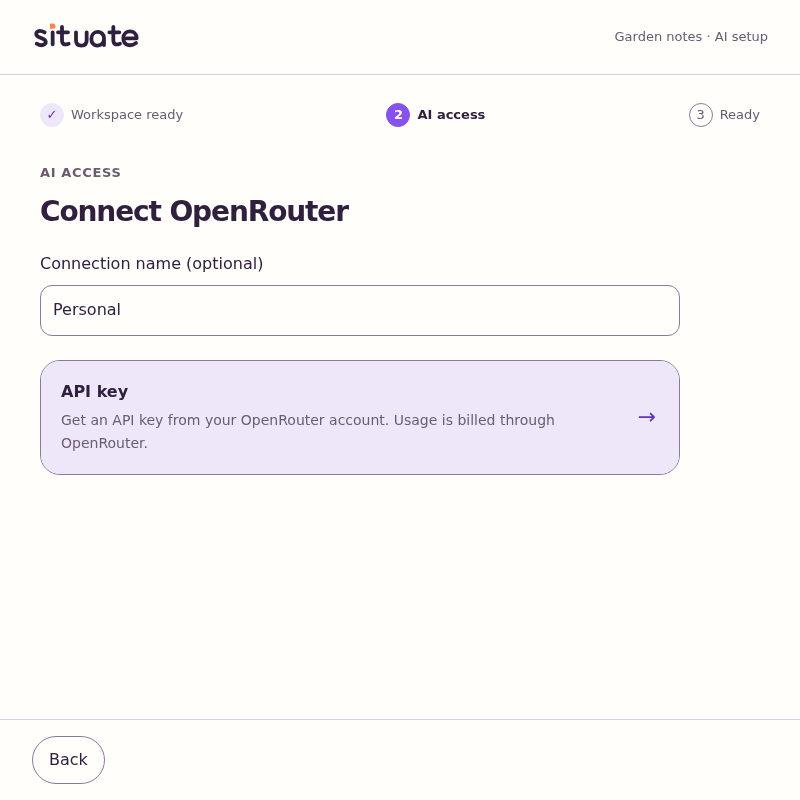 situate
Garden notes · AI setup
✓ Workspace ready
2 AI access
3 Ready
AI ACCESS
Connect OpenRouter
Connection name (optional)
Personal
API key
Get an API key from your OpenRouter account. Usage is billed through
OpenRouter.
→
Back